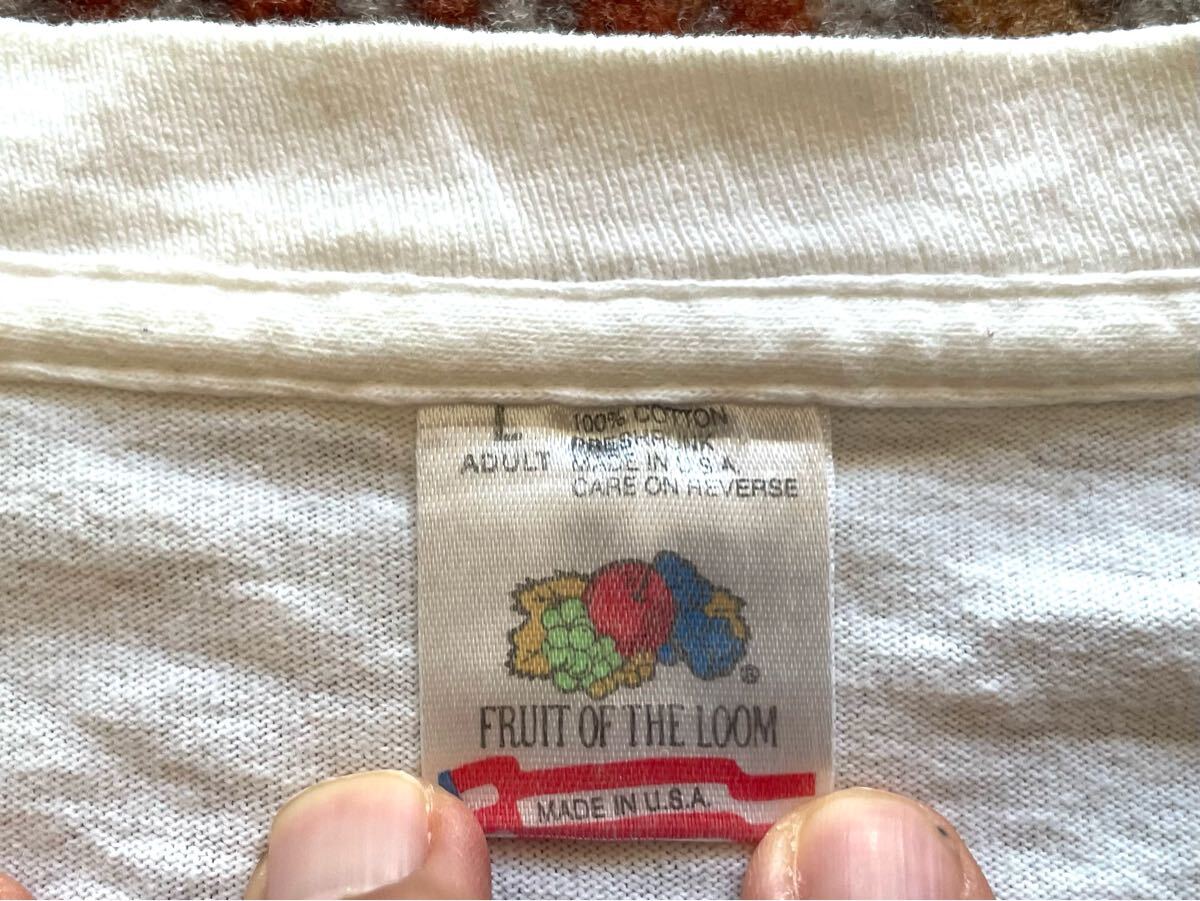 L
ADULT
100% COTTON
PRESHRUNK
MADE IN U.S.A.
CARE ON REVERSE
®
FRUIT OF THE LOOM
MADE IN U.S.A.